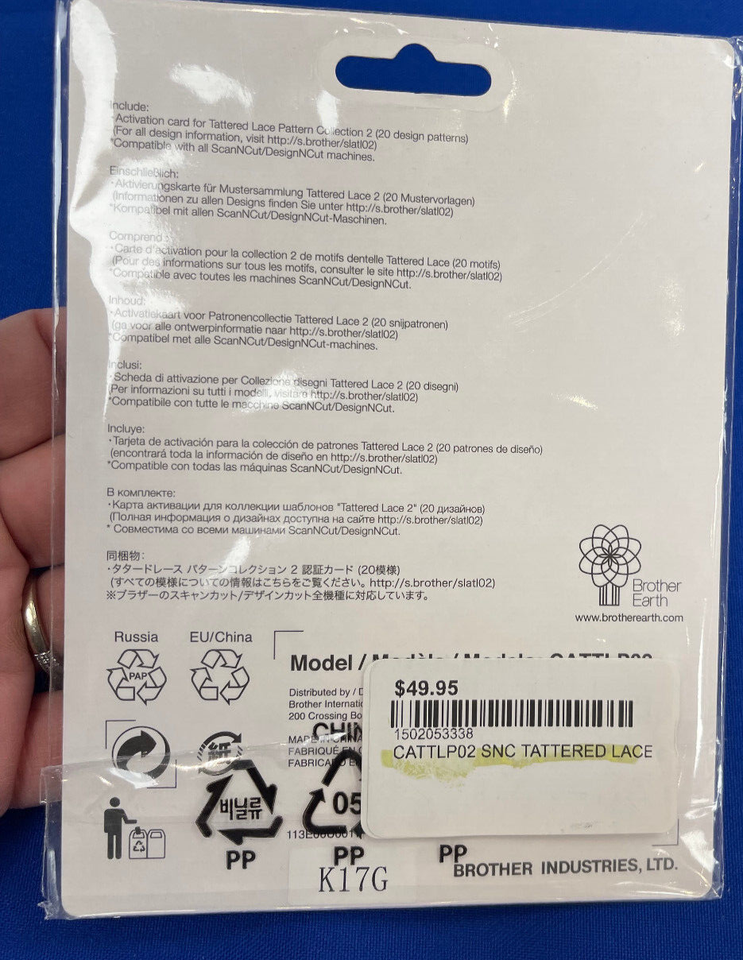 Include:
・Activation card for Tattered Lace Pattern Collection 2 (20 design patterns)
(For all design information, visit http://s.brother/slatl02)
*Compatible with all ScanNCut/DesignNCut machines.
Einschließlich:
・Aktivierungskarte für Mustersammlung Tattered Lace 2 (20 Mustervorlagen)
(Informationen zu allen Designs finden Sie unter http://s.brother/slatl02)
*Kompatibel mit allen ScanNCut/DesignNCut-Maschinen.
Comprend :
・Carte d'activation pour la collection 2 de motifs dentelle Tattered Lace (20 motifs)
(Pour des informations sur tous les motifs, consulter le site http://s.brother/slatl02)
*Compatible avec toutes les machines ScanNCut/DesignNCut.
Inhoud:
・Activatiekaart voor Patronencollectie Tattered Lace 2 (20 snijpatronen)
(ga voor alle ontwerpinformatie naar http://s.brother/slatl02)
*Compatibel met alle ScanNCut/DesignNCut-machines.
Inclusi:
・Scheda di attivazione per Collezione disegni Tattered Lace 2 (20 disegni)
(Per informazioni su tutti i modelli, visitare http://s.brother/slatl02)
*Compatibile con tutte le macchine ScanNCut/DesignNCut.
Incluye:
・Tarjeta de activación para la colección de patrones Tattered Lace 2 (20 patrones de diseño)
(encontrará toda la información de diseño en http://s.brother/slatl02)
*Compatible con todas las máquinas ScanNCut/DesignNCut.
В комплекте:
・Карта активации для коллекции шаблонов "Tattered Lace 2" (20 дизайнов)
(Полная информация о дизайнах доступна на сайте http://s.brother/slatl02)
* Совместима со всеми машинами ScanNCut/DesignNCut.
同梱物:
・タタードレース パターンコレクション 2 認証カード (20模様)
(すべての模様についての情報はこちらをご覧ください。http://s.brother/slatl02)
※ブラザーのスキャンカット/デザインカット全機種に対応しています。
Brother
Earth
www.brotherearth.com
Russia EU/China
PAP
Model / Modèle / Modelo: CATTLP02
Distributed by /
Brother
200 Crossing
MADE IN CHINA
FABRIQUÉ EN
$49.95
1502053338
CATTLP02 SNC TATTERED LACE
비닐류
05
PP PP PP
K17G
BROTHER INDUSTRIES, LTD.